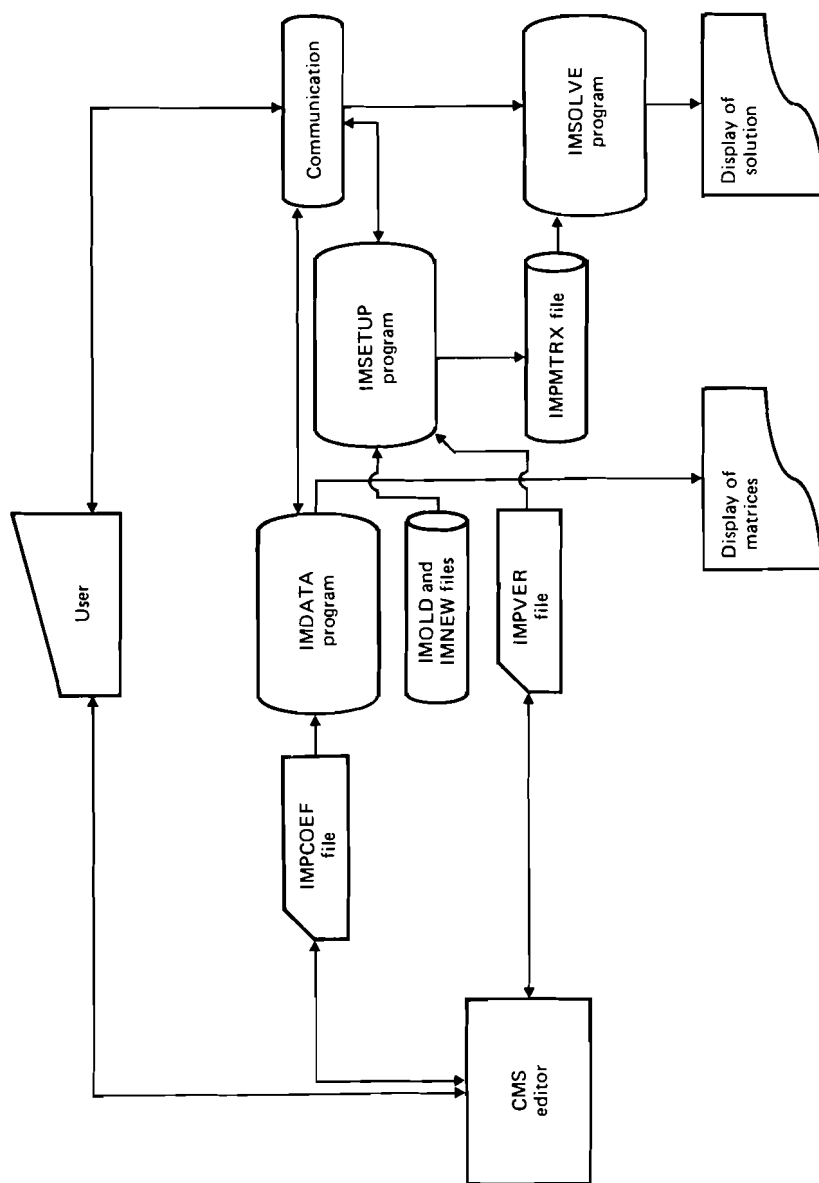 User
Communication
IMDATA
program
IMSETUP
program
IMSOLVE
program
IMPCOEF
file
IMOLD and
IMNEW files
IMPVER
file
IMPMTRX file
CMS
editor
Display of
matrices
Display of
solution